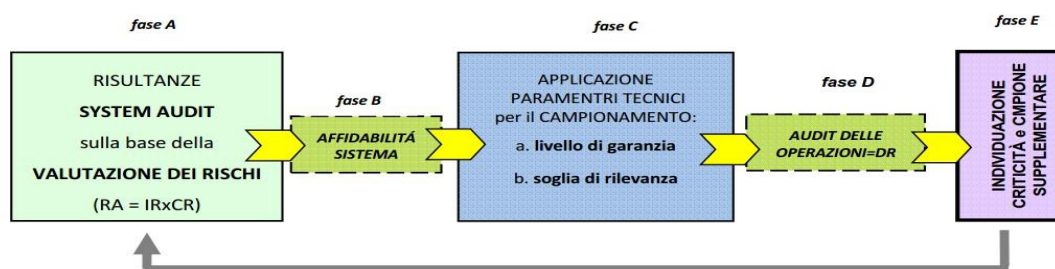 fase A
RISULTANZE
SYSTEM AUDIT
sulla base della
VALUTAZIONE DEI RISCHI
(RA = IRxCR)
fase B
AFFIDABILITÁ
SISTEMA
fase C
APPLICAZIONE
PARAMENTRI TECNICI
per il CAMPIONAMENTO:
a. livello di garanzia
b. soglia di rilevanza
fase D
AUDIT DELLE
OPERAZIONI=DR
fase E
INDIVIDUAZIONE
CRITICITÀ e CMPIONE
SUPPLEMENTARE